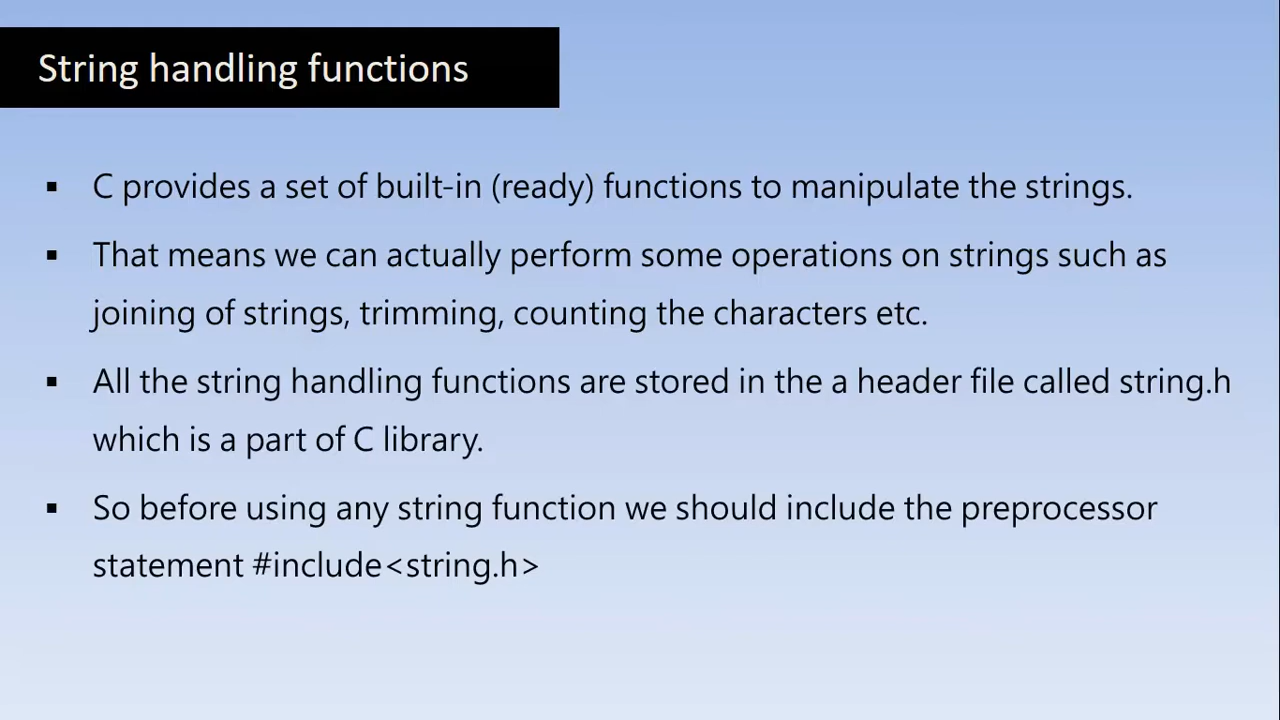 String handling functions
▪ C provides a set of built-in (ready) functions to manipulate the strings.
▪ That means we can actually perform some operations on strings such as
joining of strings, trimming, counting the characters etc.
▪ All the string handling functions are stored in the a header file called string.h
which is a part of C library.
▪ So before using any string function we should include the preprocessor
statement #include<string.h>